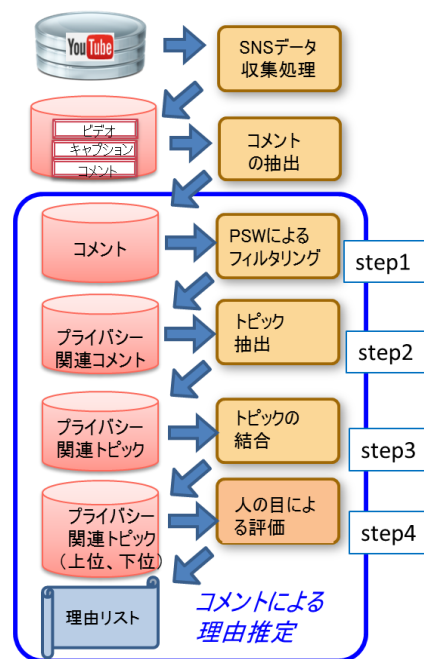 YouTube
SNSデータ
収集処理
ビデオ
キャプション
コメント
コメント
の抽出
コメント
PSWによる
フィルタリング
step1
プライバシー
関連コメント
トピック
抽出
step2
プライバシー
関連トピック
トピックの
結合
step3
プライバシー
関連トピック
(上位、下位)
人の目によ
る評価
step4
理由リスト
コメントによる
理由推定